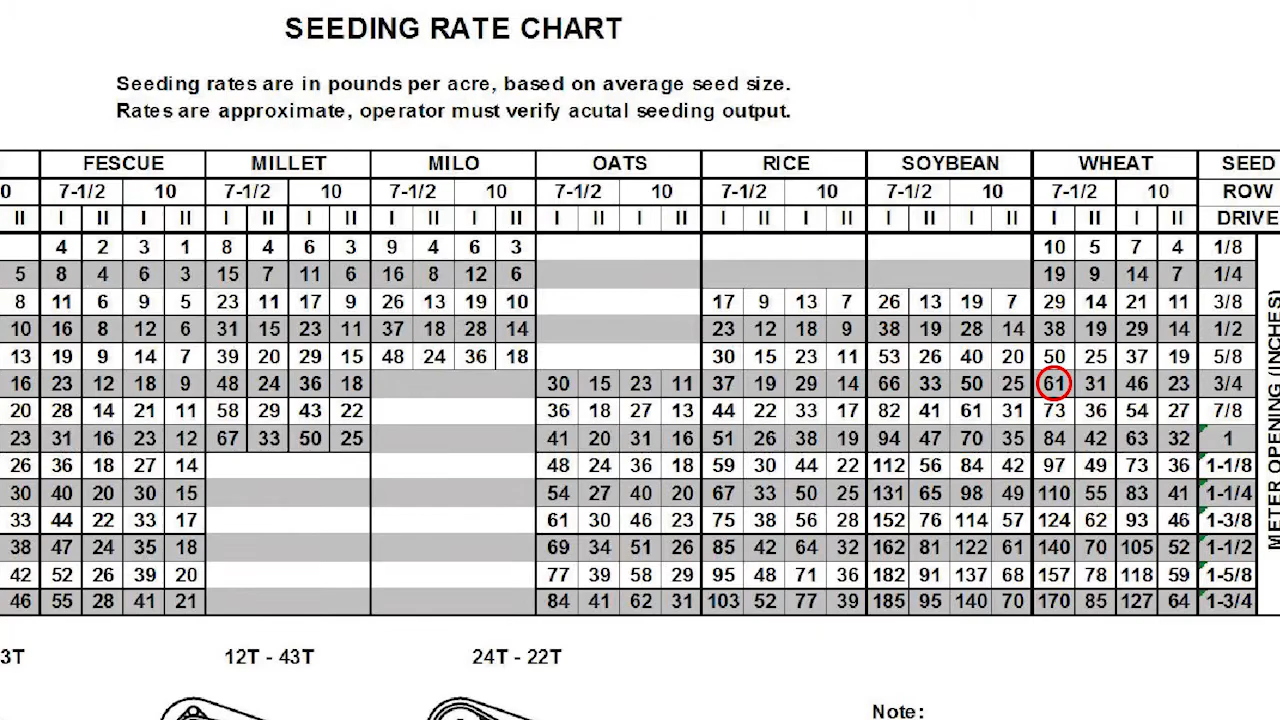 SEEDING RATE CHART
Seeding rates are in pounds per acre, based on average seed size.
Rates are approximate, operator must verify acutal seeding output.
FESCUE MILLET MILO OATS RICE SOYBEAN WHEAT SEED
0 7-1/2 10 7-1/2 10 7-1/2 10 7-1/2 10 7-1/2 10 7-1/2 10 7-1/2 10 ROW
II I II I II I II I II I II I II I II I II I II I II I II I II I II I II DRIVE
4 2 3 1 8 4 6 3 9 4 6 3 10 5 7 4 1/8
5 8 4 6 3 15 7 11 6 16 8 12 6 19 9 14 7 1/4
8 11 6 9 5 23 11 17 9 26 13 19 10 17 9 13 7 26 13 19 7 29 14 21 11 3/8
10 16 8 12 6 31 15 23 11 37 18 28 14 23 12 18 9 38 19 28 14 38 19 29 14 1/2
13 19 9 14 7 39 20 29 15 48 24 36 18 30 15 23 11 53 26 40 20 50 25 37 19 5/8
16 23 12 18 9 48 24 36 18 30 15 23 11 37 19 29 14 66 33 50 25 61 31 46 23 3/4
20 28 14 21 11 58 29 43 22 36 18 27 13 44 22 33 17 82 41 61 31 73 36 54 27 7/8
23 31 16 23 12 67 33 50 25 41 20 31 16 51 26 38 19 94 47 70 35 84 42 63 32 1
26 36 18 27 14 48 24 36 18 59 30 44 22 112 56 84 42 97 49 73 36 1-1/8
30 40 20 30 15 54 27 40 20 67 33 50 25 131 65 98 49 110 55 83 41 1-1/4
33 44 22 33 17 61 30 46 23 75 38 56 28 152 76 114 57 124 62 93 46 1-3/8
38 47 24 35 18 69 34 51 26 85 42 64 32 162 81 122 61 140 70 105 52 1-1/2
42 52 26 39 20 77 39 58 29 95 48 71 36 182 91 137 68 157 78 118 59 1-5/8
46 55 28 41 21 84 41 62 31 103 52 77 39 185 95 140 70 170 85 127 64 1-3/4
METER OPENING (INCHES)
3T 12T - 43T 24T - 22T
Note: